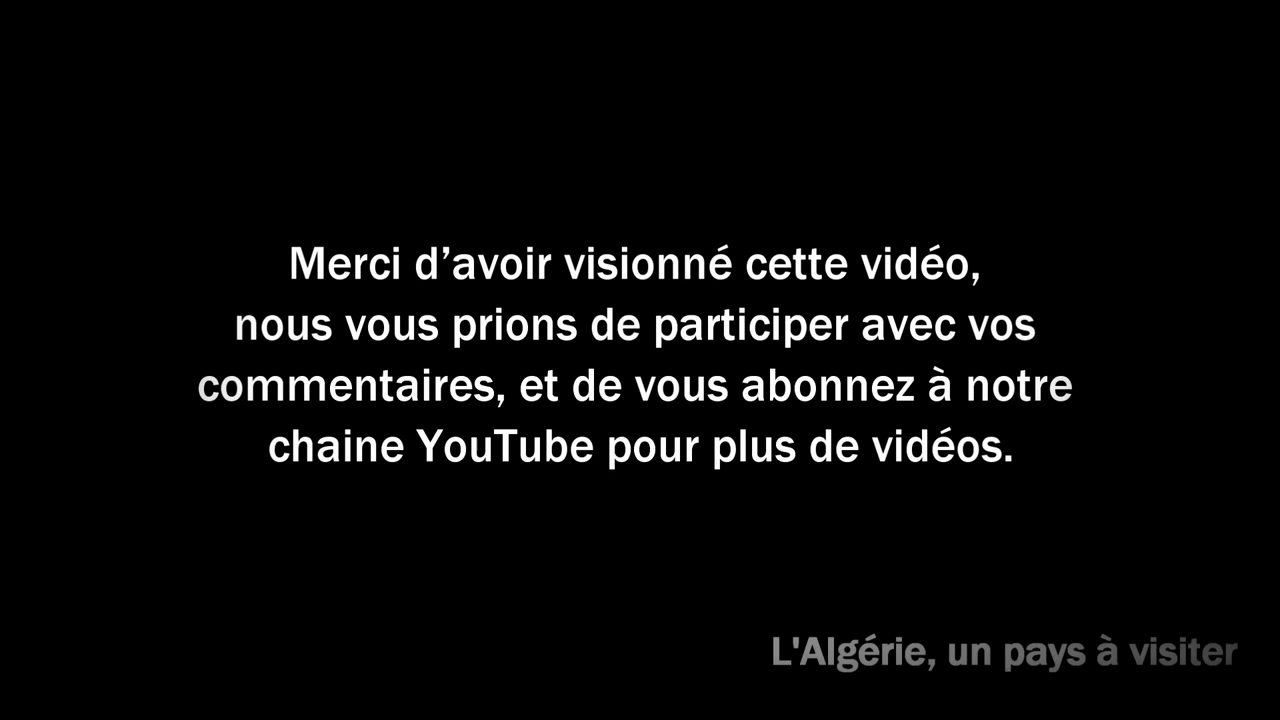 Merci d’avoir visionné cette vidéo,
nous vous prions de participer avec vos
commentaires, et de vous abonnez à notre
chaine YouTube pour plus de vidéos.
L'Algérie, un pays à visiter